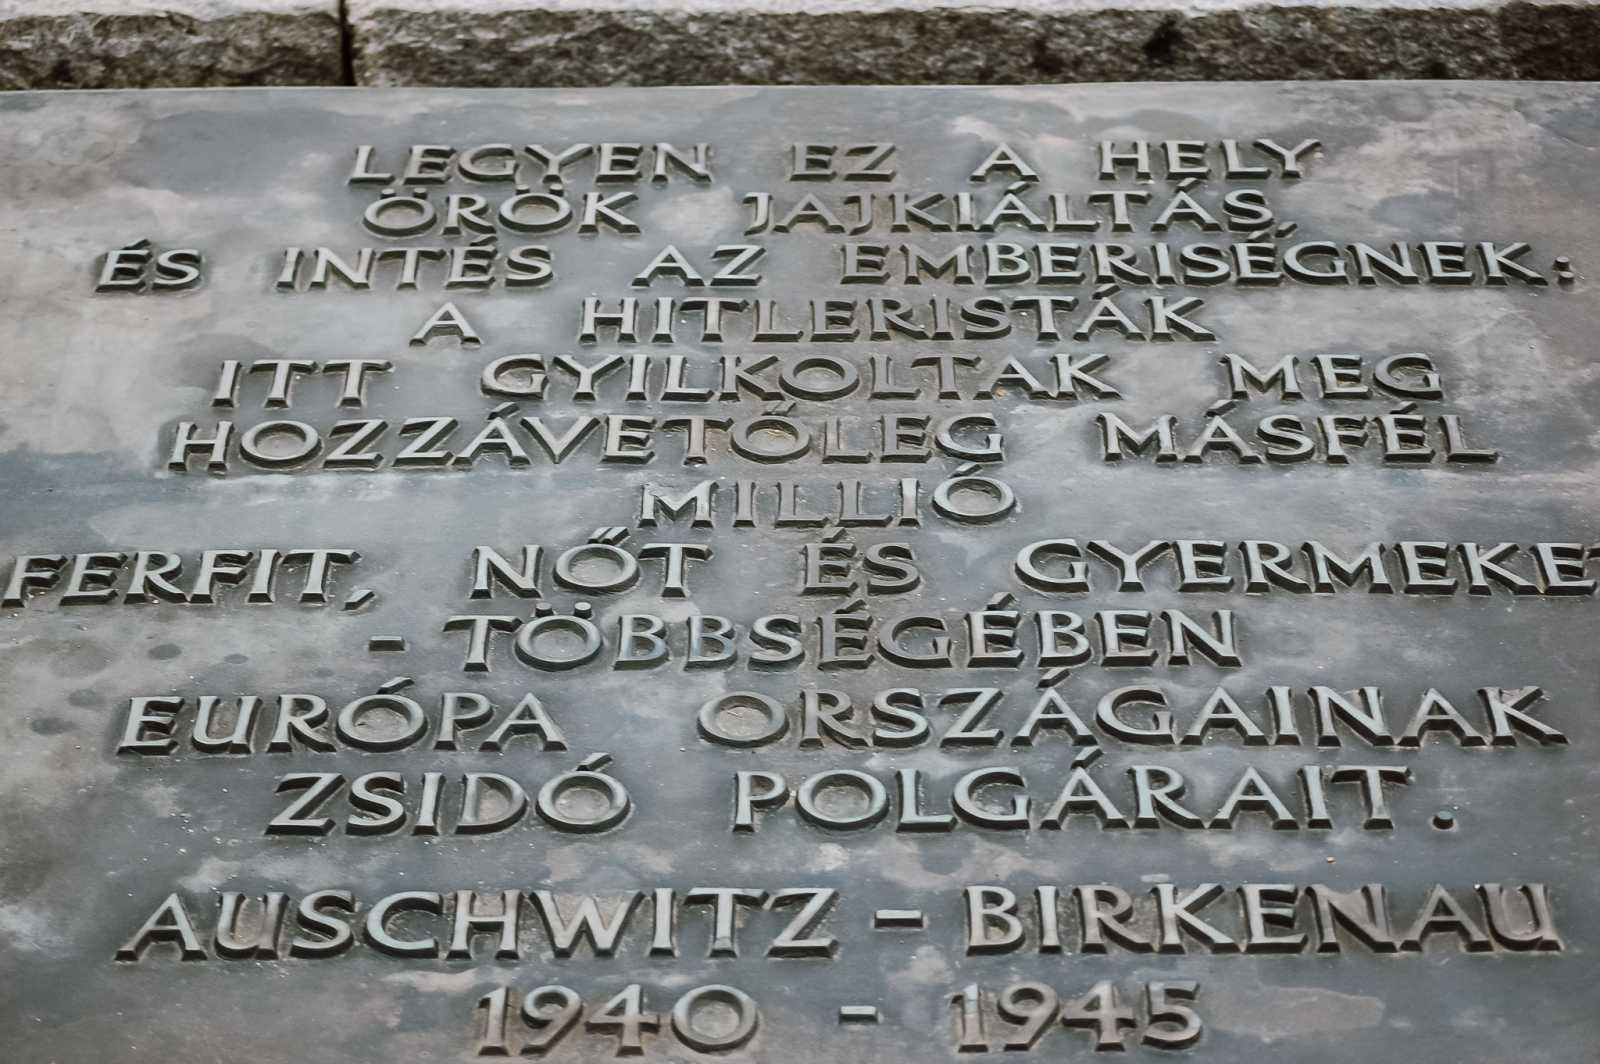 LEGYEN EZ A HELY
ÖRÖK JAJKIÁLTÁS,
ÉS INTÉS AZ EMBERISÉGNEK;
A HITLERISTÁK
ITT GYILKOLTAK MEG
HOZZÁVETŐLEG MÁSFÉL
MILLIÓ
FERFIT, NŐT ÉS GYERMEKET
- TÖBBSÉGÉBEN
EURÓPA ORSZÁGAINAK
ZSIDÓ POLGÁRAIT.
AUSCHWITZ - BIRKENAU
1940 - 1945